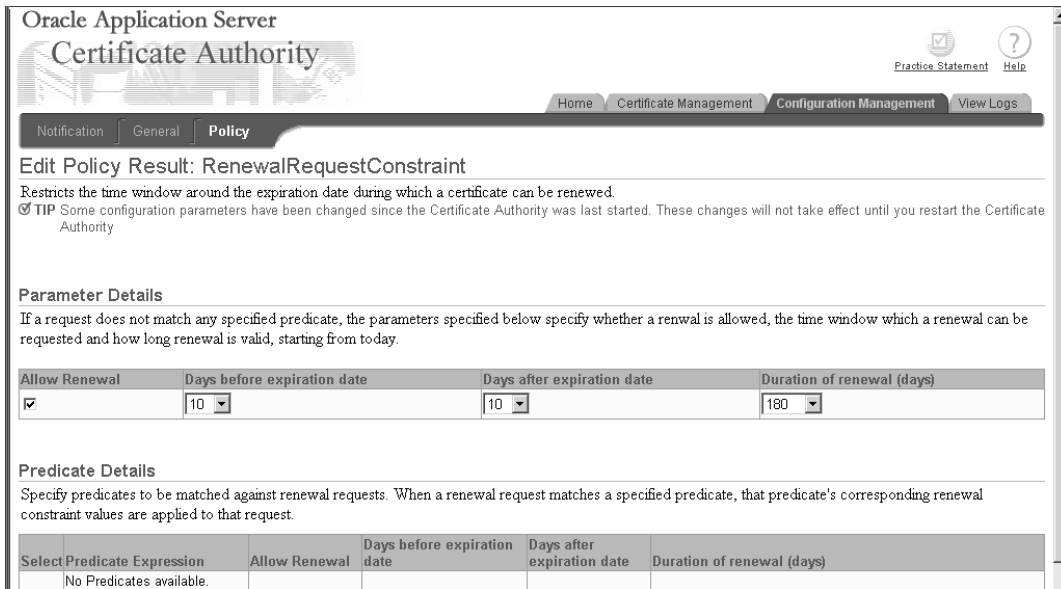 Oracle Application Server
Certificate Authority
Practice Statement Help
Home Certificate Management Configuration Management View Logs
Notification General Policy
Edit Policy Result: RenewalRequestConstraint
Restricts the time window around the expiration date during which a certificate can be renewed.
TIP Some configuration parameters have been changed since the Certificate Authority was last started. These changes will not take effect until you restart the Certificate
Authority
Parameter Details
If a request does not match any specified predicate, the parameters specified below specify whether a renwal is allowed, the time window which a renewal can be
requested and how long renewal is valid, starting from today.
Allow Renewal Days before expiration date Days after expiration date Duration of renewal (days)
10 10 180
Predicate Details
Specify predicates to be matched against renewal requests. When a renewal request matches a specified predicate, that predicate's corresponding renewal
constraint values are applied to that request.
Select Predicate Expression Allow Renewal Days before expiration date Days after expiration date Duration of renewal (days)
No Predicates available.